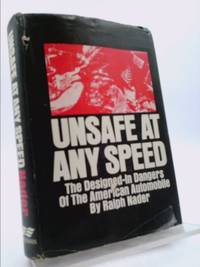 UNSAFE AT
ANY SPEED
The Designed-In Dangers
Of The American Automobile
By Ralph Nader
UNSAFE AT ANY SPEED NADER